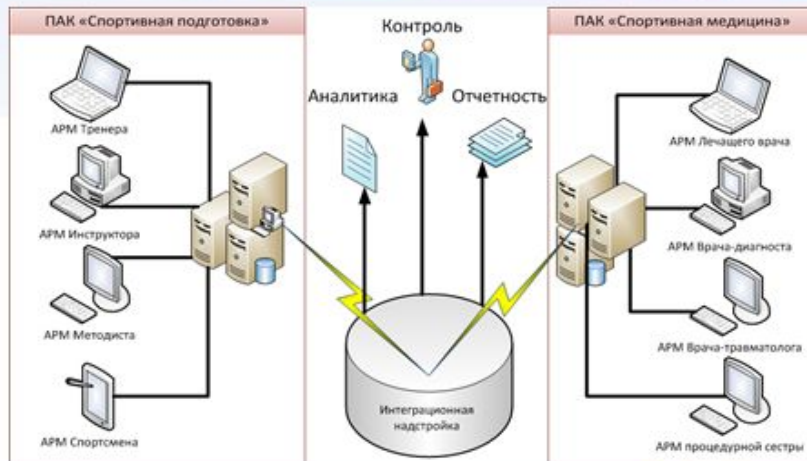 ПАК «Спортивная подготовка»
АРМ Тренера
АРМ Инструктора
АРМ Методиста
АРМ Спортсмена
Контроль
Аналитика
Отчетность
Интеграционная
надстройка
ПАК «Спортивная медицина»
АРМ Лечащего врача
АРМ Врача-диагноста
АРМ Врача-травматолога
АРМ процедурной сестры